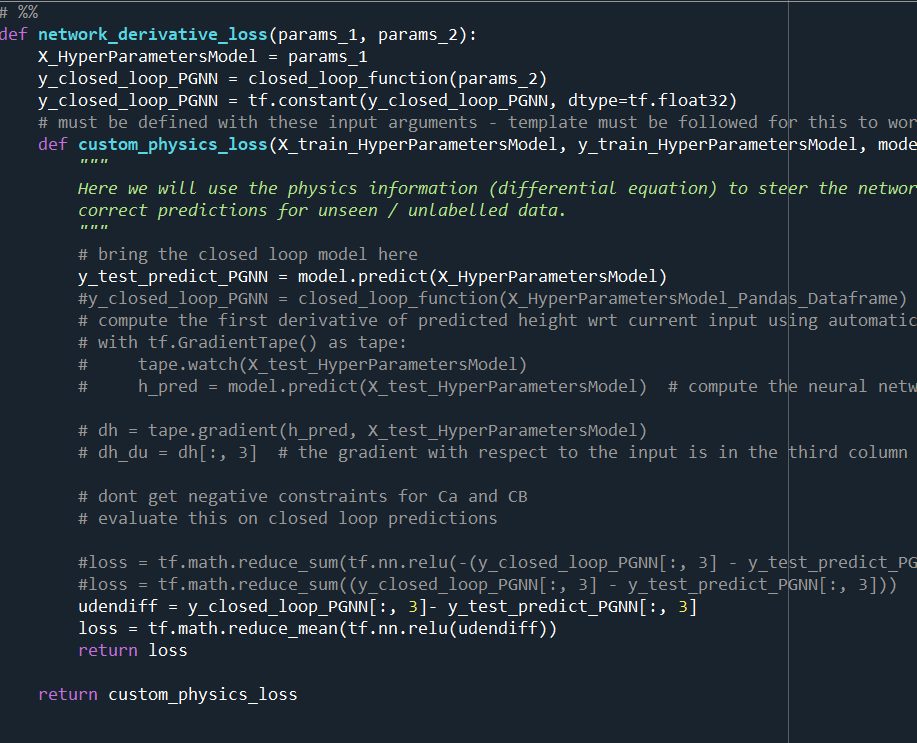 # %%
def network_derivative_loss(params_1, params_2):
    X_HyperParametersModel = params_1
    y_closed_loop_PGNN = closed_loop_function(params_2)
    y_closed_loop_PGNN = tf.constant(y_closed_loop_PGNN, dtype=tf.float32)
    # must be defined with these input arguments - template must be followed for this to wor
    def custom_physics_loss(X_train_HyperParametersModel, y_train_HyperParametersModel, mode
        """
        Here we will use the physics information (differential equation) to steer the networ
        correct predictions for unseen / unlabelled data.
        """
        # bring the closed loop model here
        y_test_predict_PGNN = model.predict(X_HyperParametersModel)
        #y_closed_loop_PGNN = closed_loop_function(X_HyperParametersModel_Pandas_Dataframe)
        # compute the first derivative of predicted height wrt current input using automatic
        # with tf.GradientTape() as tape:
        #     tape.watch(X_test_HyperParametersModel)
        #     h_pred = model.predict(X_test_HyperParametersModel)  # compute the neural netw

        # dh = tape.gradient(h_pred, X_test_HyperParametersModel)
        # dh_du = dh[:, 3]  # the gradient with respect to the input is in the third column

        # dont get negative constraints for Ca and CB
        # evaluate this on closed loop predictions

        #loss = tf.math.reduce_sum(tf.nn.relu(-(y_closed_loop_PGNN[:, 3] - y_test_predict_PG
        #loss = tf.math.reduce_sum((y_closed_loop_PGNN[:, 3] - y_test_predict_PGNN[:, 3]))
        udendiff = y_closed_loop_PGNN[:, 3]- y_test_predict_PGNN[:, 3]
        loss = tf.math.reduce_mean(tf.nn.relu(udendiff))
        return loss

    return custom_physics_loss